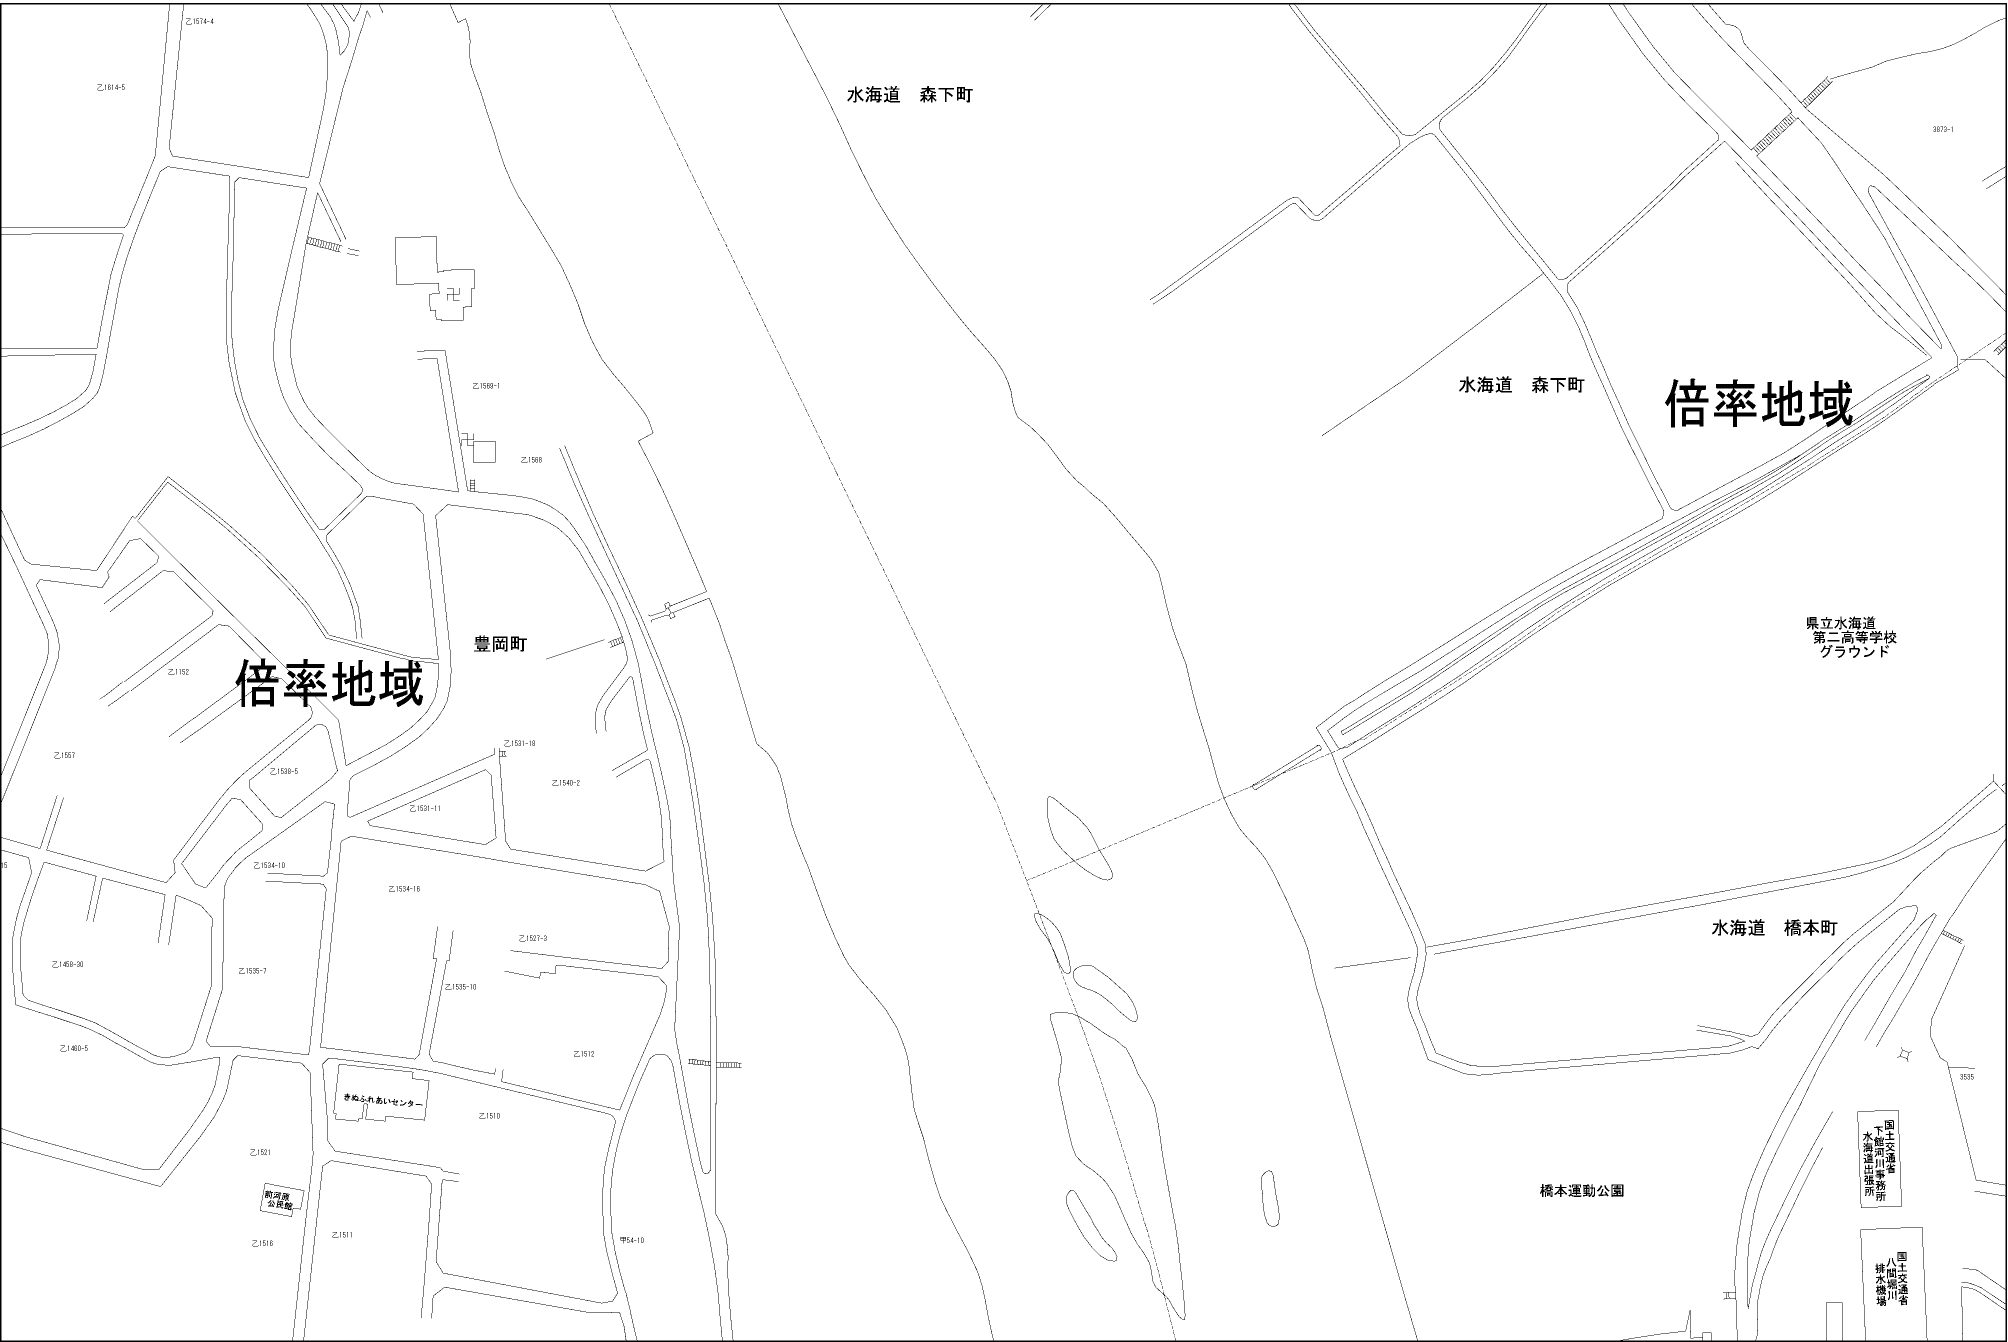 乙1574-4
乙1614-5
水海道　森下町
3873-1
乙1569-1
水海道　森下町
倍率地域
乙1568
県立水海道
第二高等学校
グラウンド
豊岡町
乙1152
倍率地域
乙1557
乙1531-18
乙1538-5
乙1540-2
乙1531-11
15
乙1534-10
乙1534-16
水海道　橋本町
乙1527-3
乙1458-30
乙1535-7
乙1535-10
乙1460-5
乙1512
3535
きぬふれあいセンター
乙1510
国土交通省
下館河川事務所
水海道出張所
乙1521
橋本運動公園
前河原
公民館
乙1516
乙1511
甲54-10
国土交通省
八間堀川
排水機場